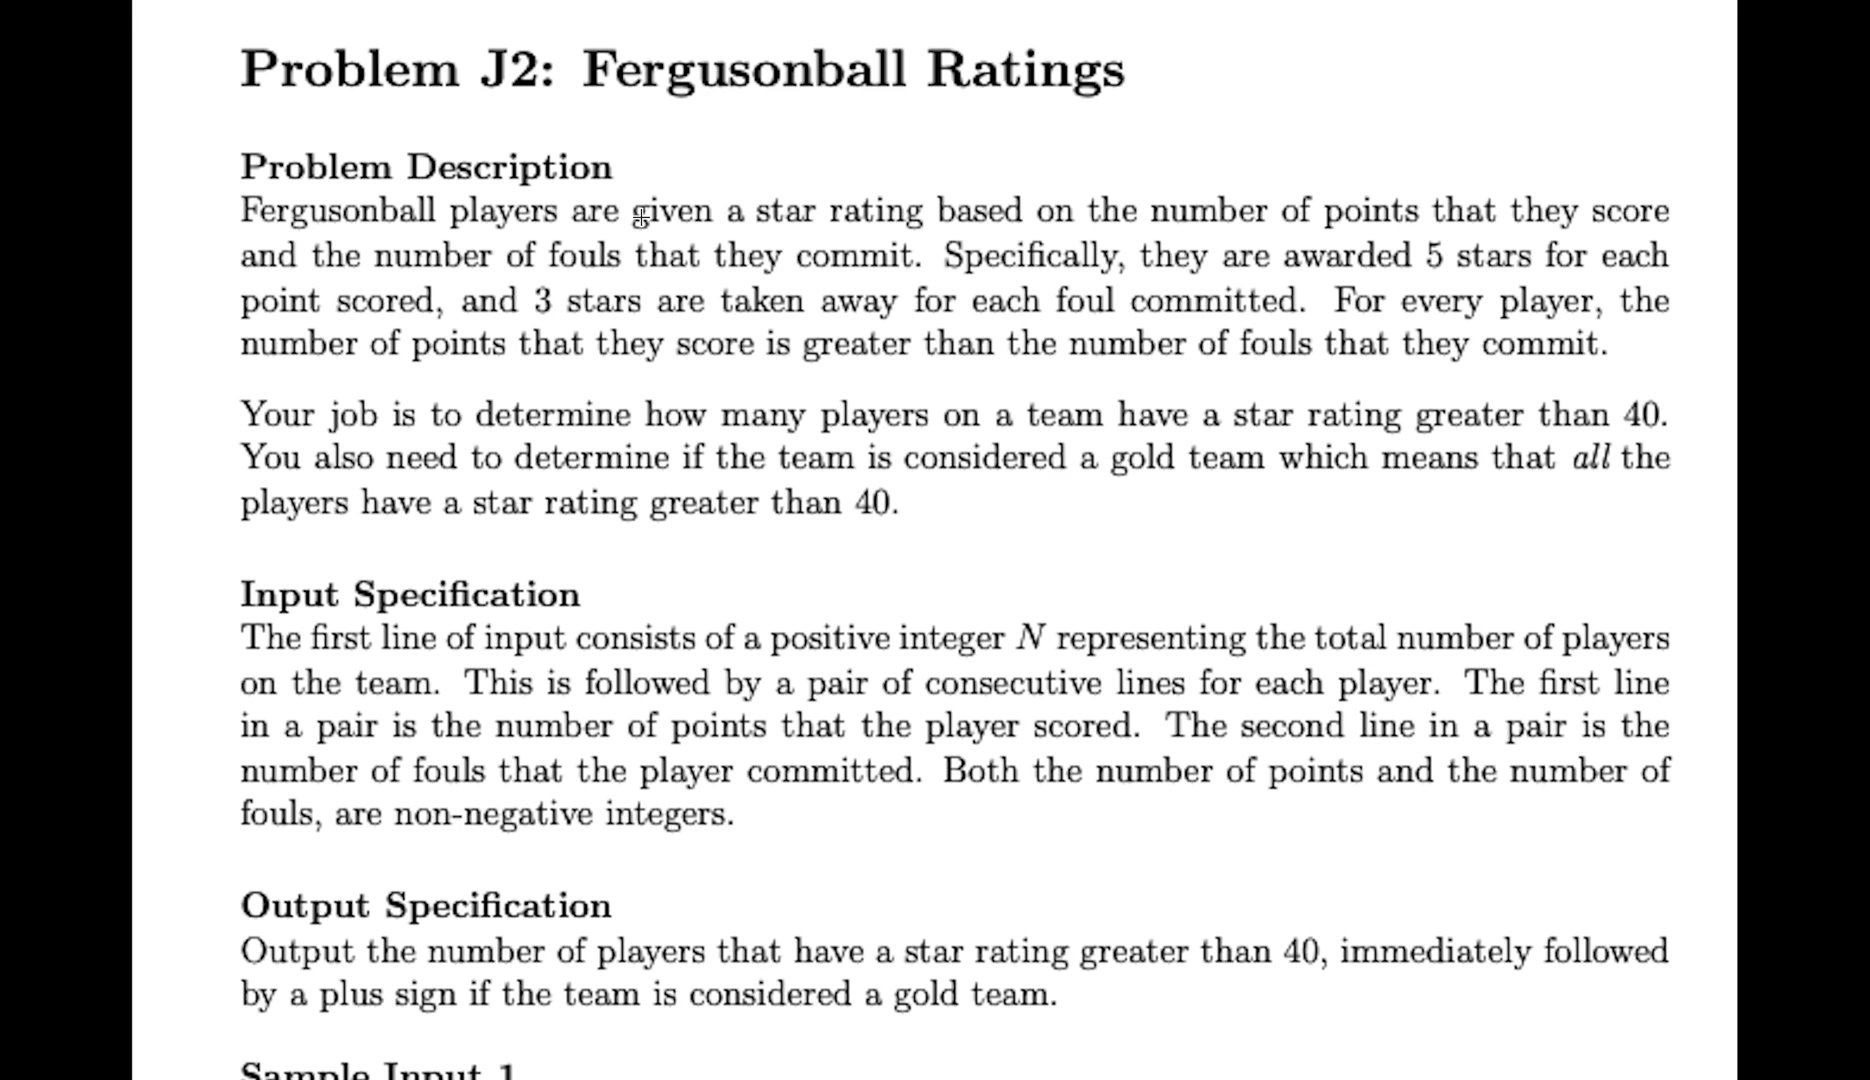 Problem J2: Fergusonball Ratings
Problem Description
Fergusonball players are given a star rating based on the number of points that they score
and the number of fouls that they commit. Specifically, they are awarded 5 stars for each
point scored, and 3 stars are taken away for each foul committed. For every player, the
number of points that they score is greater than the number of fouls that they commit.
Your job is to determine how many players on a team have a star rating greater than 40.
You also need to determine if the team is considered a gold team which means that all the
players have a star rating greater than 40.
Input Specification
The first line of input consists of a positive integer N representing the total number of players
on the team. This is followed by a pair of consecutive lines for each player. The first line
in a pair is the number of points that the player scored. The second line in a pair is the
number of fouls that the player committed. Both the number of points and the number of
fouls, are non-negative integers.
Output Specification
Output the number of players that have a star rating greater than 40, immediately followed
by a plus sign if the team is considered a gold team.
Sample Input 1